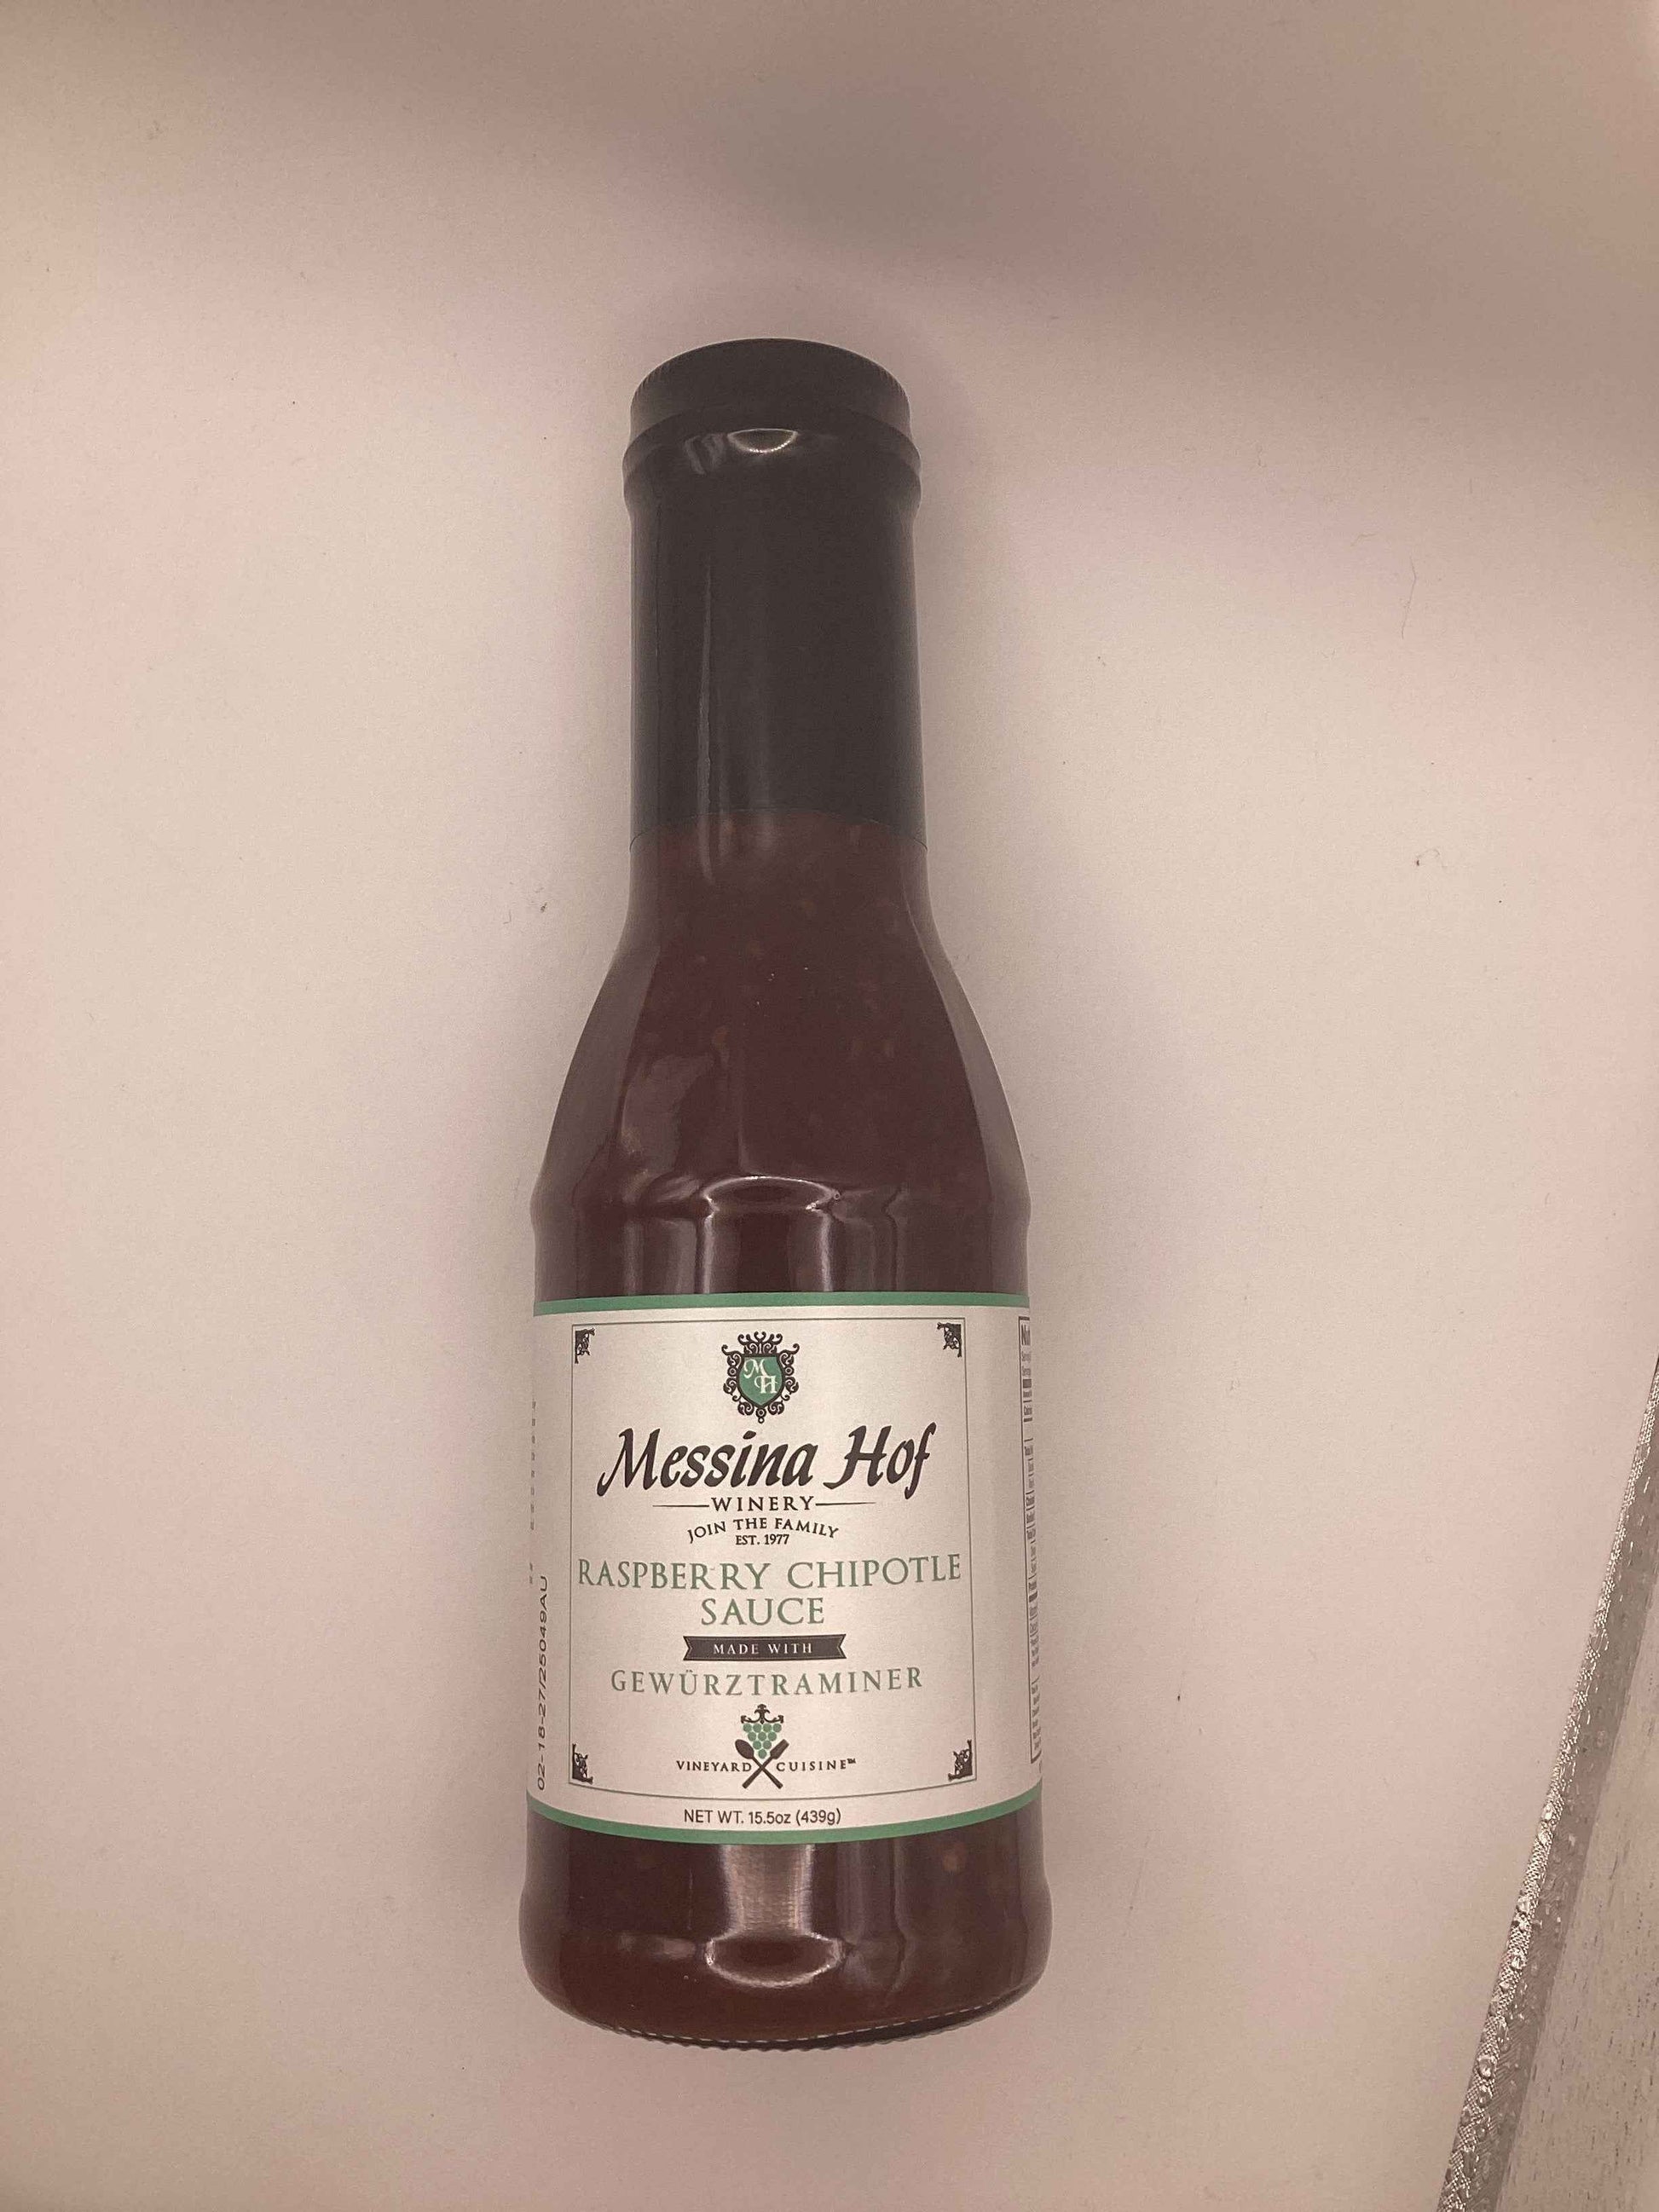 M
H
Messina Hof
WINERY
JOIN THE FAMILY
EST. 1977
RASPBERRY CHIPOTLE
SAUCE
MADE WITH
GEWÜRZTRAMINER
VINEYARD CUISINE™
NET WT. 15.5oz (439g)
02-18-27/25049AU